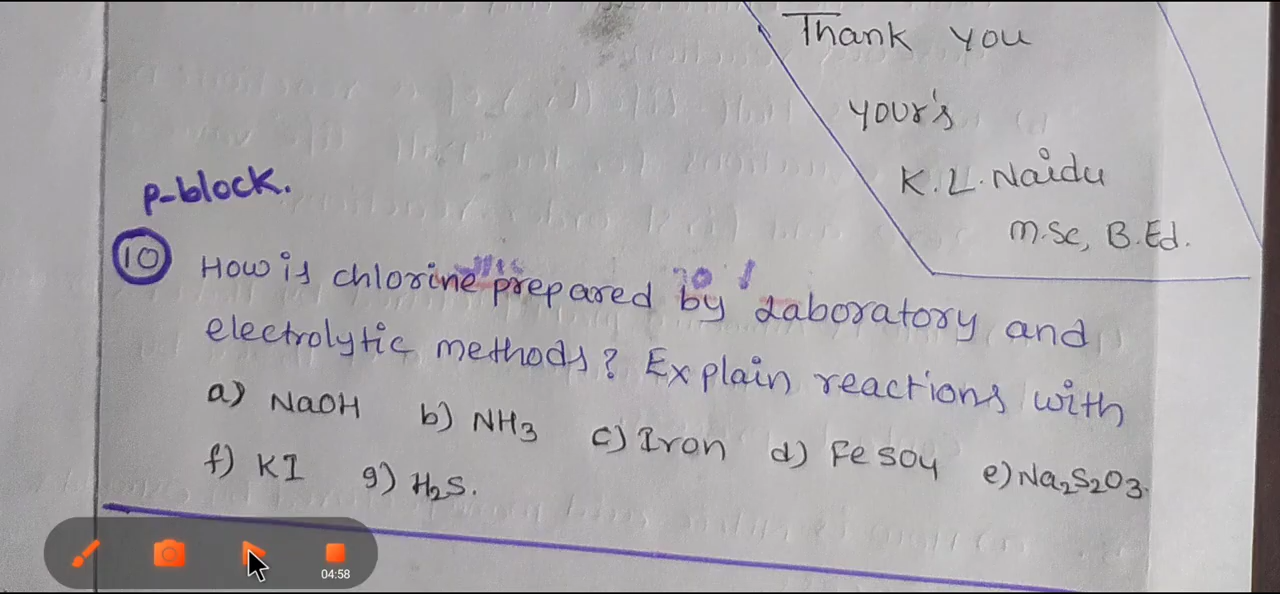 Thank you
your's
K.L. Naidu
M.Sc, B.Ed.
p-block.
10 How is chlorine prepared by Laboratory and
electrolytic methods? Explain reactions with
a) NaOH b) NH3 c) Iron d) FeSO4 e) Na2S2O3.
f) KI g) H2S.
04:58